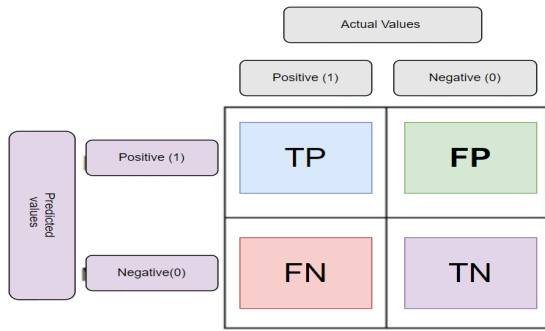 Actual Values
Positive (1)
Negative (0)
Predicted
values
Positive (1)
TP
FP
Negative(0)
FN
TN